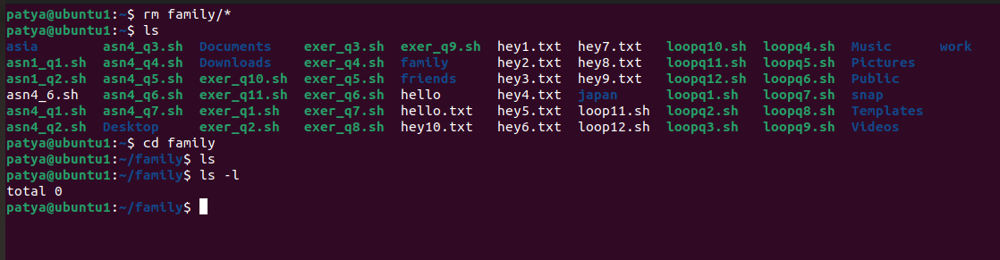 patya@ubuntu1:~$ rm family/*
patya@ubuntu1:~$ ls
asia        asn4_q3.sh  Documents    exer_q3.sh  exer_q9.sh  hey1.txt  hey7.txt   loopq10.sh  loopq4.sh  Music      work
asn1_q1.sh  asn4_q4.sh  Downloads    exer_q4.sh  family      hey2.txt  hey8.txt   loopq11.sh  loopq5.sh  Pictures
asn1_q2.sh  asn4_q5.sh  exer_q10.sh  exer_q5.sh  friends     hey3.txt  hey9.txt   loopq12.sh  loopq6.sh  Public
asn4_6.sh   asn4_q6.sh  exer_q11.sh  exer_q6.sh  hello       hey4.txt  japan      loopq1.sh   loopq7.sh  snap
asn4_q1.sh  asn4_q7.sh  exer_q1.sh   exer_q7.sh  hello.txt   hey5.txt  loop11.sh  loopq2.sh   loopq8.sh  Templates
asn4_q2.sh  Desktop     exer_q2.sh   exer_q8.sh  hey10.txt   hey6.txt  loop12.sh  loopq3.sh   loopq9.sh  Videos
patya@ubuntu1:~$ cd family
patya@ubuntu1:~/family$ ls
patya@ubuntu1:~/family$ ls -l
total 0
patya@ubuntu1:~/family$